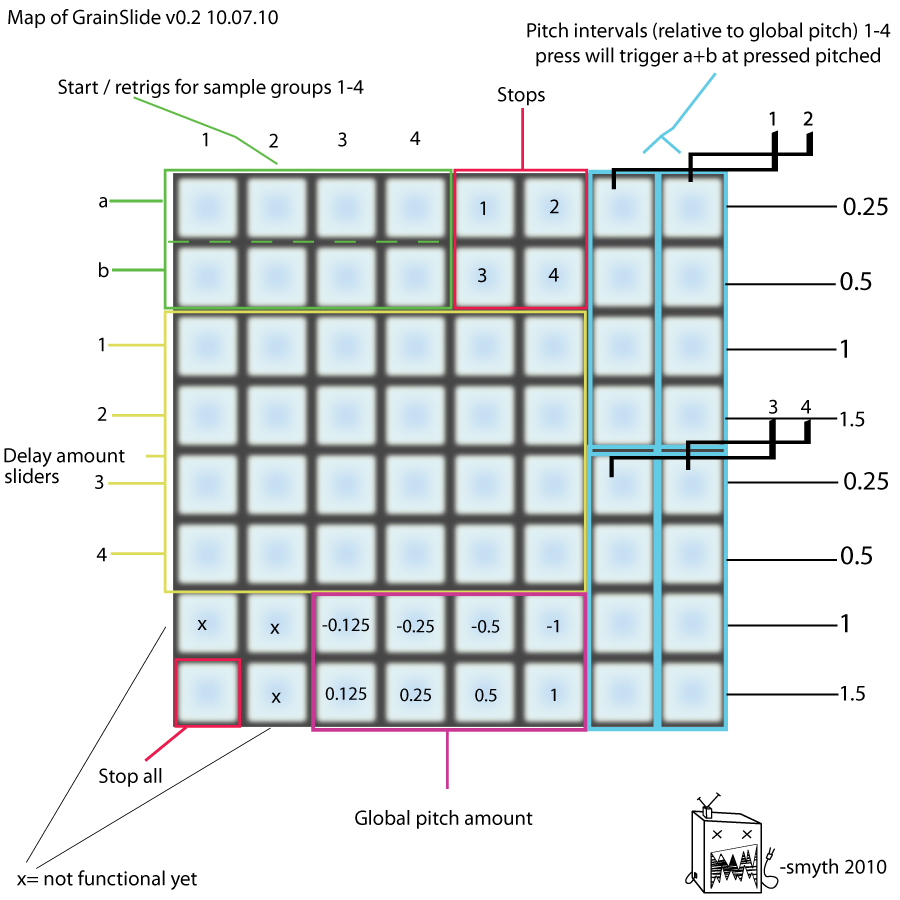 Map of GrainSlide v0.2 10.07.10
Pitch intervals (relative to global pitch) 1-4
press will trigger a+b at pressed pitched
Start / retrigs for sample groups 1-4
Stops
1 2
1 2 3 4
a 1 2 0.25
b 3 4 0.5
1 1
2 1.5
3 4
Delay amount
sliders
3 0.25
4 0.5
x x -0.125 -0.25 -0.5 -1 1
x 0.125 0.25 0.5 1 1.5
Stop all
Global pitch amount
x= not functional yet
-smyth 2010